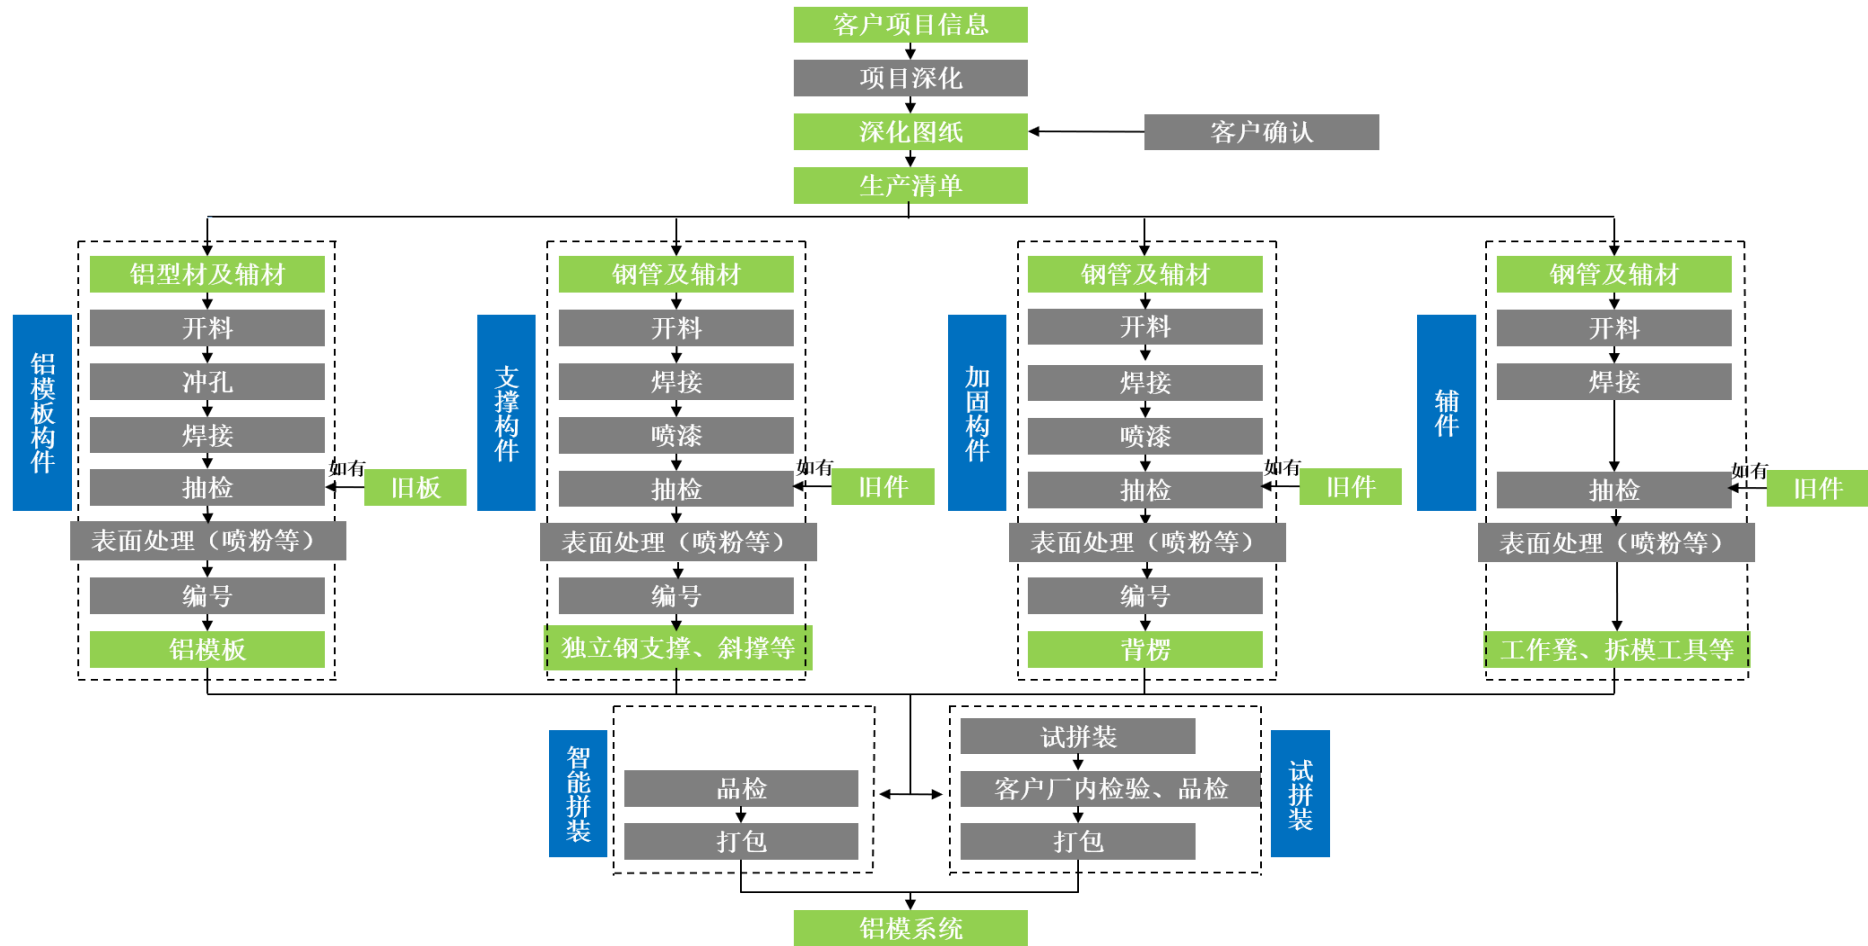 客户项目信息
项目深化
深化图纸
客户确认
生产清单
铝模板构件
铝型材及辅材
开料
冲孔
焊接
抽检
如有
旧板
表面处理（喷粉等）
编号
铝模板
支撑构件
钢管及辅材
开料
焊接
喷漆
抽检
如有
旧件
表面处理（喷粉等）
编号
独立钢支撑、斜撑等
加固构件
钢管及辅材
开料
焊接
喷漆
抽检
如有
旧件
表面处理（喷粉等）
编号
背楞
辅件
钢管及辅材
开料
焊接
抽检
如有
旧件
表面处理（喷粉等）
工作凳、拆模工具等
智能拼装
品检
打包
试拼装
客户厂内检验、品检
打包
试拼装
铝模系统